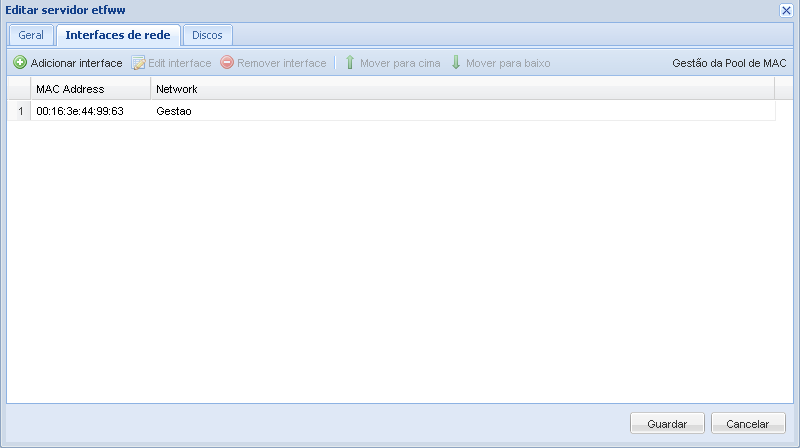 Editar servidor etfww
Geral Interfaces de rede Discos
Adicionar interface Edit interface Remover interface Mover para cima Mover para baixo Gestão da Pool de MAC
MAC Address Network
1 00:16:3e:44:99:63 Gestao
Guardar Cancelar